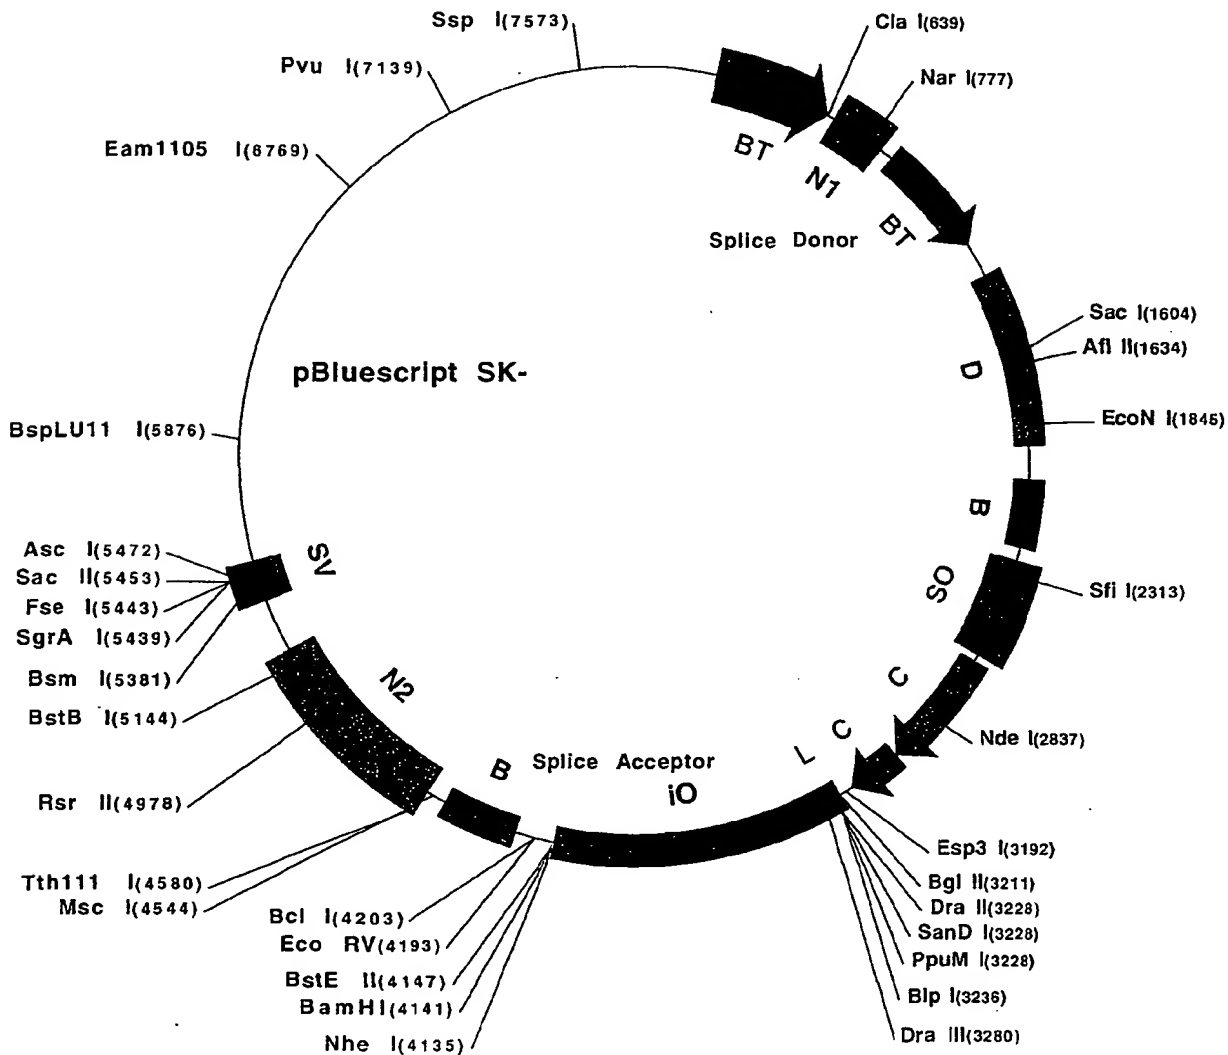 Ssp I(7573)
Cla I(639)
Pvu I(7139)
Nar I(777)
Eam1105 I(6769)
BT
N1
BT
Splice Donor
Sac I(1604)
Afl II(1634)
pBluescript SK-
D
EcoN I(1845)
BspLU11 I(5876)
B
Asc I(5472)
SV
Sac II(5453)
SO
Sfi I(2313)
Fse I(5443)
SgrA I(5439)
Bsm I(5381)
N2
C
BstB I(5144)
C
Nde I(2837)
L
B
Splice Acceptor
iO
Rsr II(4978)
Esp3 I(3192)
Tth111 I(4580)
Bgl II(3211)
Msc I(4544)
Dra II(3228)
Bcl I(4203)
SanD I(3228)
Eco RV(4193)
PpuM I(3228)
BstE II(4147)
Blp I(3236)
BamHI(4141)
Dra III(3280)
Nhe I(4135)